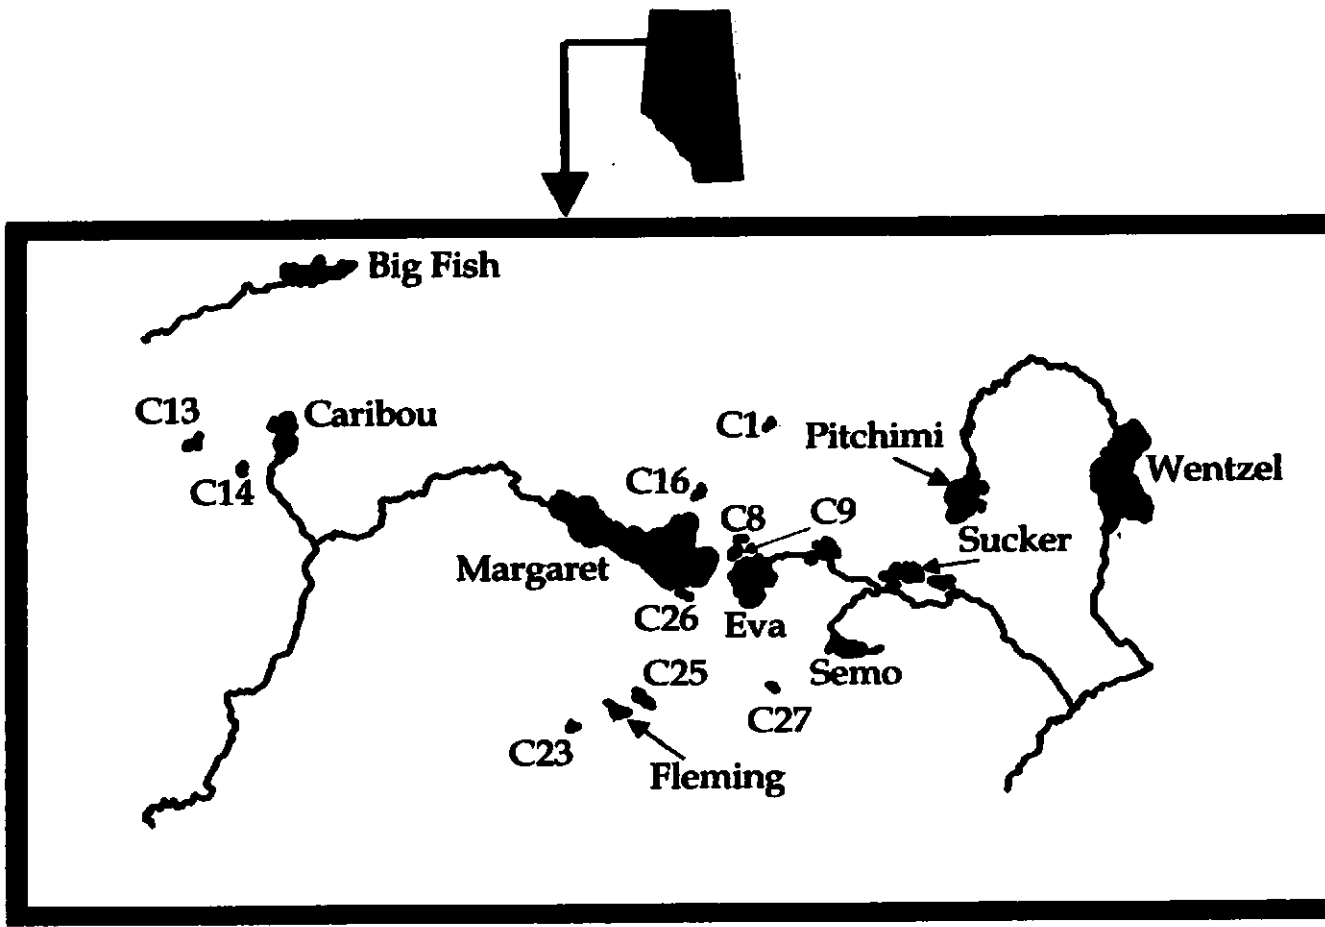 Big Fish
C13
Caribou
C1
Pitchimi
Wentzel
C14
C16
C8
C9
Sucker
Margaret
C26
Eva
Semo
C25
C27
C23
Fleming